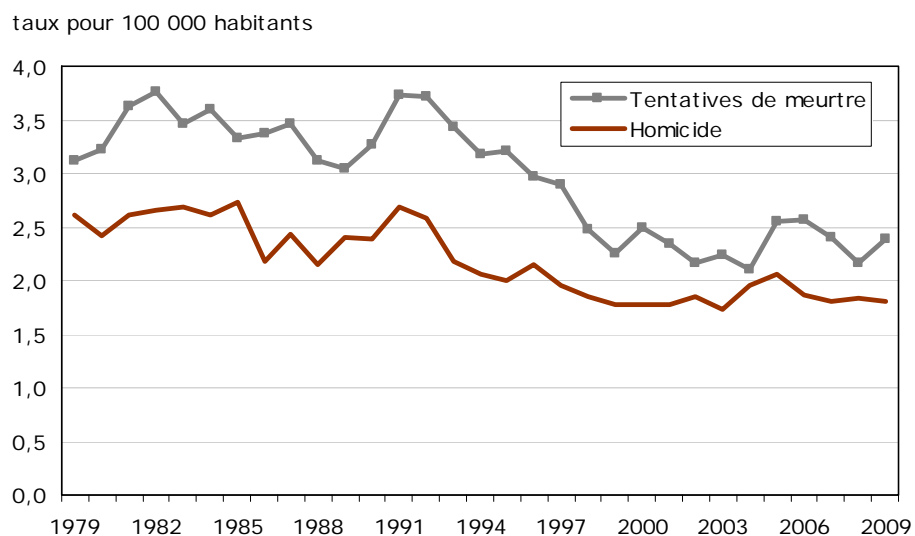 taux pour 100 000 habitants
4,0
3,5
3,0
2,5
2,0
1,5
1,0
0,5
0,0
Tentatives de meurtre
Homicide
1979 1982 1985 1988 1991 1994 1997 2000 2003 2006 2009